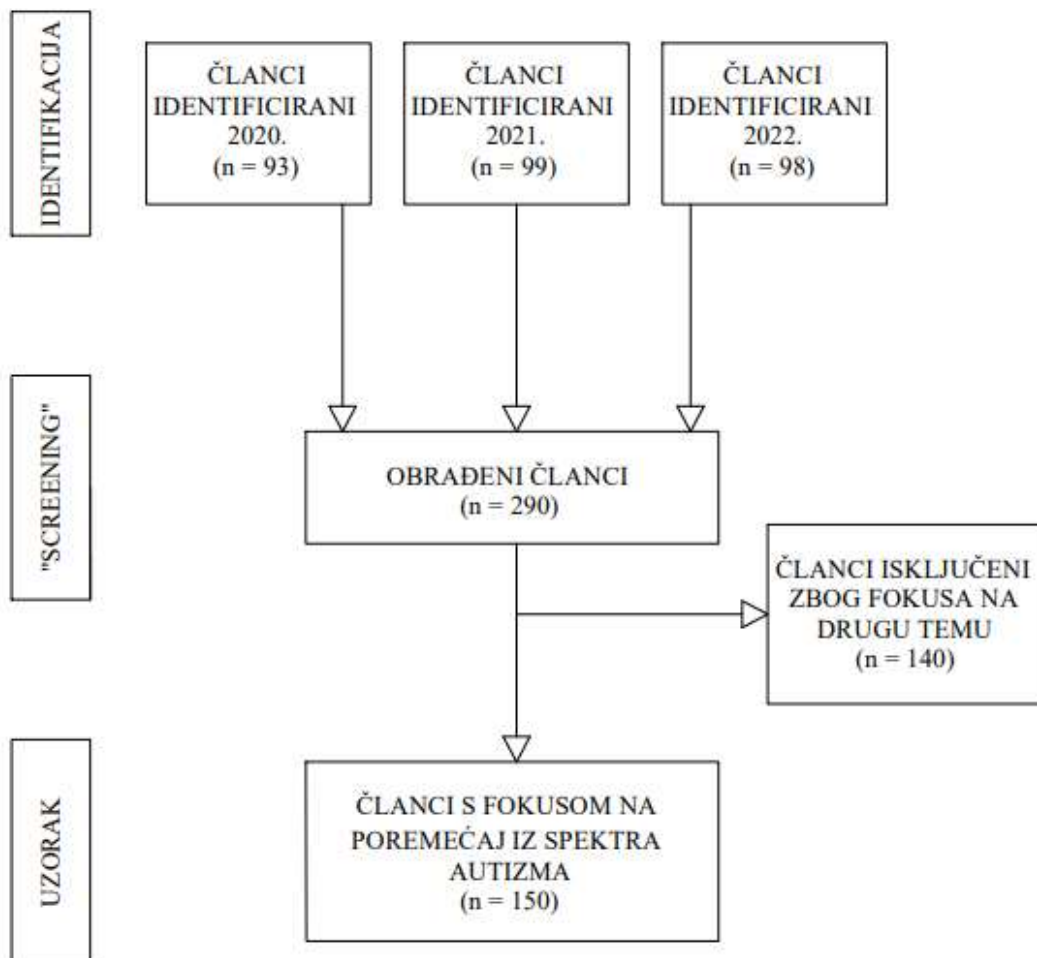 IDENTIFIKACIJA
ČLANCI
IDENTIFICIRANI
2020.
(n = 93)
ČLANCI
IDENTIFICIRANI
2021.
(n = 99)
ČLANCI
IDENTIFICIRANI
2022.
(n = 98)
"SCREENING"
OBRAĐENI ČLANCI
(n = 290)
ČLANCI ISKLJUČENI
ZBOG FOKUSA NA
DRUGU TEMU
(n = 140)
UZORAK
ČLANCI S FOKUSOM NA
POREMEĆAJ IZ SPEKTRA
AUTIZMA
(n = 150)